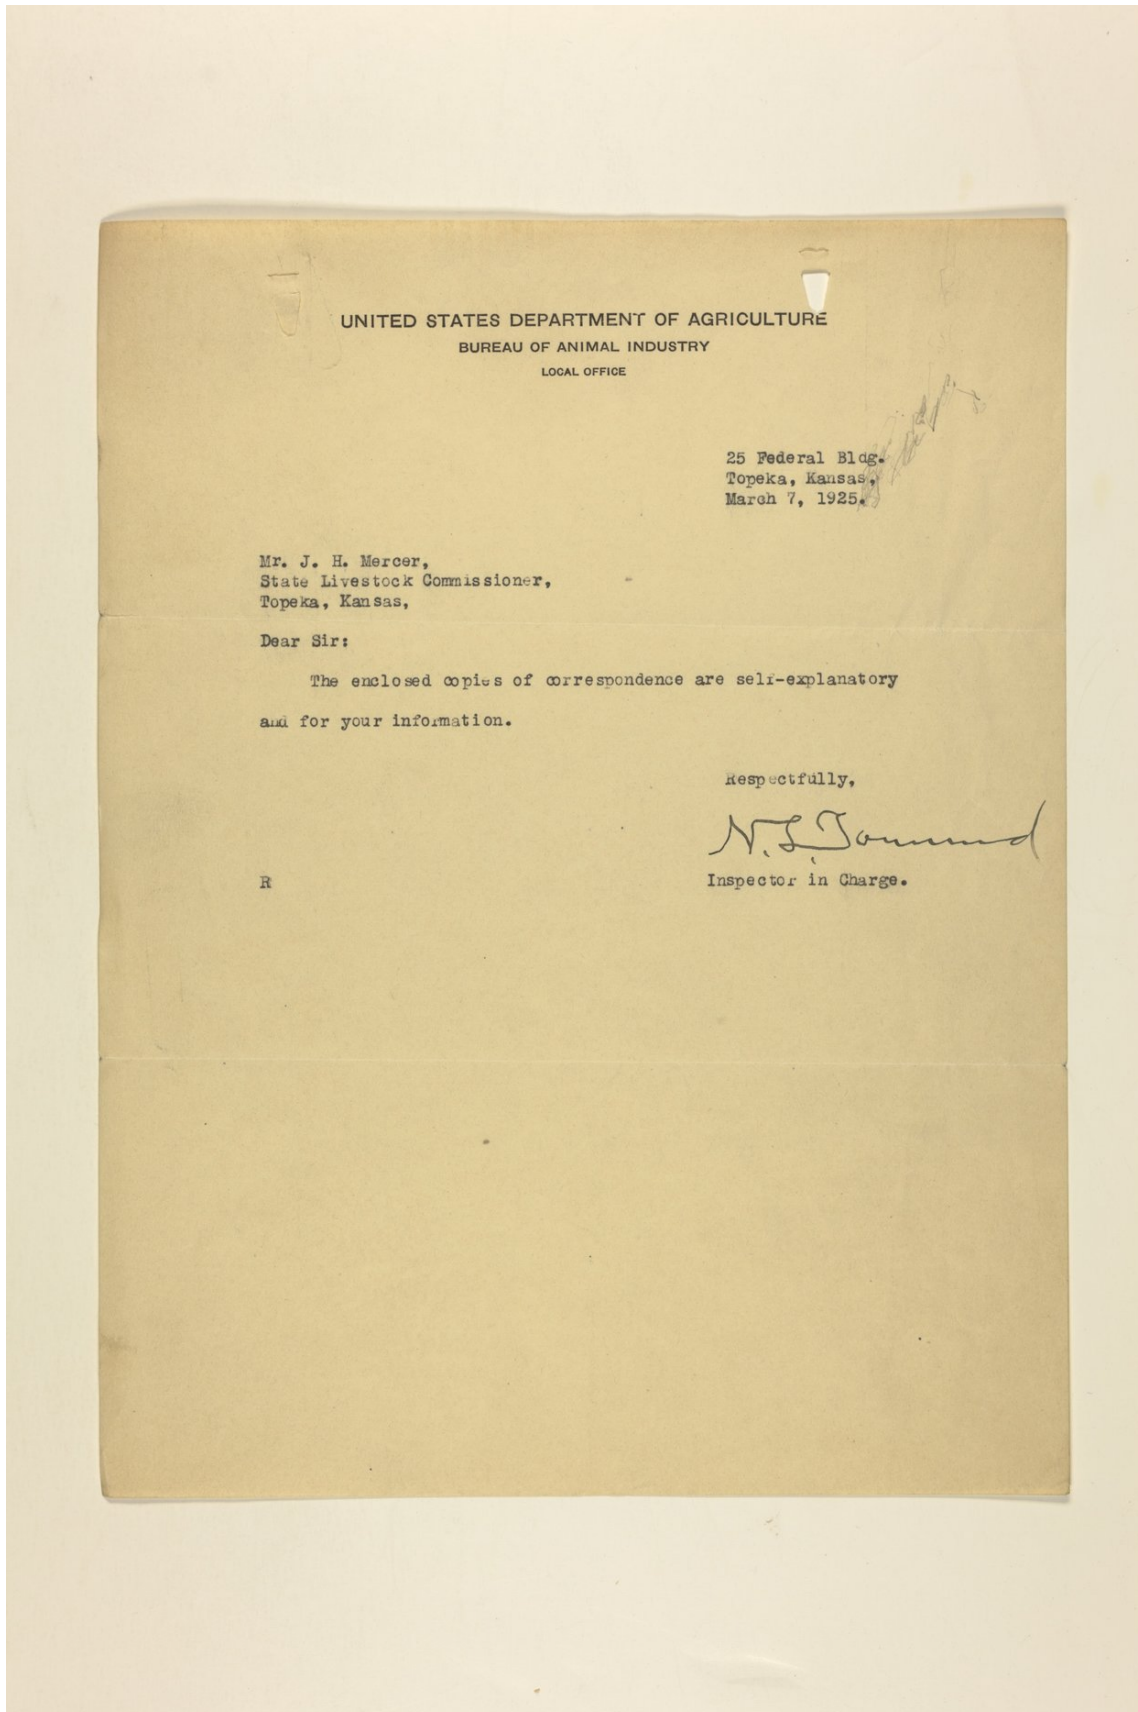 UNITED STATES DEPARTMENT OF AGRICULTURE
BUREAU OF ANIMAL INDUSTRY
LOCAL OFFICE
25 Federal Bldg.
Topeka, Kansas,
March 7, 1925.
Mr. J. H. Mercer,
State Livestock Commissioner,
Topeka, Kansas,
Dear Sir:
The enclosed copies of correspondence are self-explanatory
and for your information.
Respectfully,
N. L. Townsend
R
Inspector in Charge.